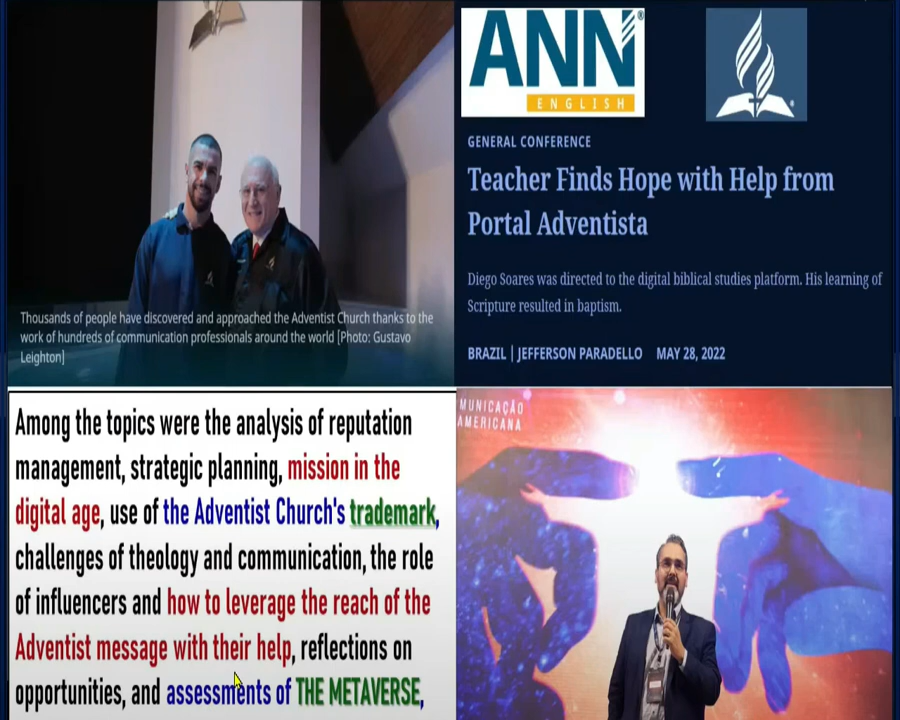 Thousands of people have discovered and approached the Adventist Church thanks to the
work of hundreds of communication professionals around the world [Photo: Gustavo
Leighton]
ANN®
ENGLISH
GENERAL CONFERENCE
Teacher Finds Hope with Help from
Portal Adventista
Diego Soares was directed to the digital biblical studies platform. His learning of
Scripture resulted in baptism.
BRAZIL | JEFFERSON PARADELLO MAY 28, 2022
Among the topics were the analysis of reputation
management, strategic planning, mission in the
digital age, use of the Adventist Church's trademark,
challenges of theology and communication, the role
of influencers and how to leverage the reach of the
Adventist message with their help, reflections on
opportunities, and assessments of THE METAVERSE,
MUNICAÇÃO
AMERICANA